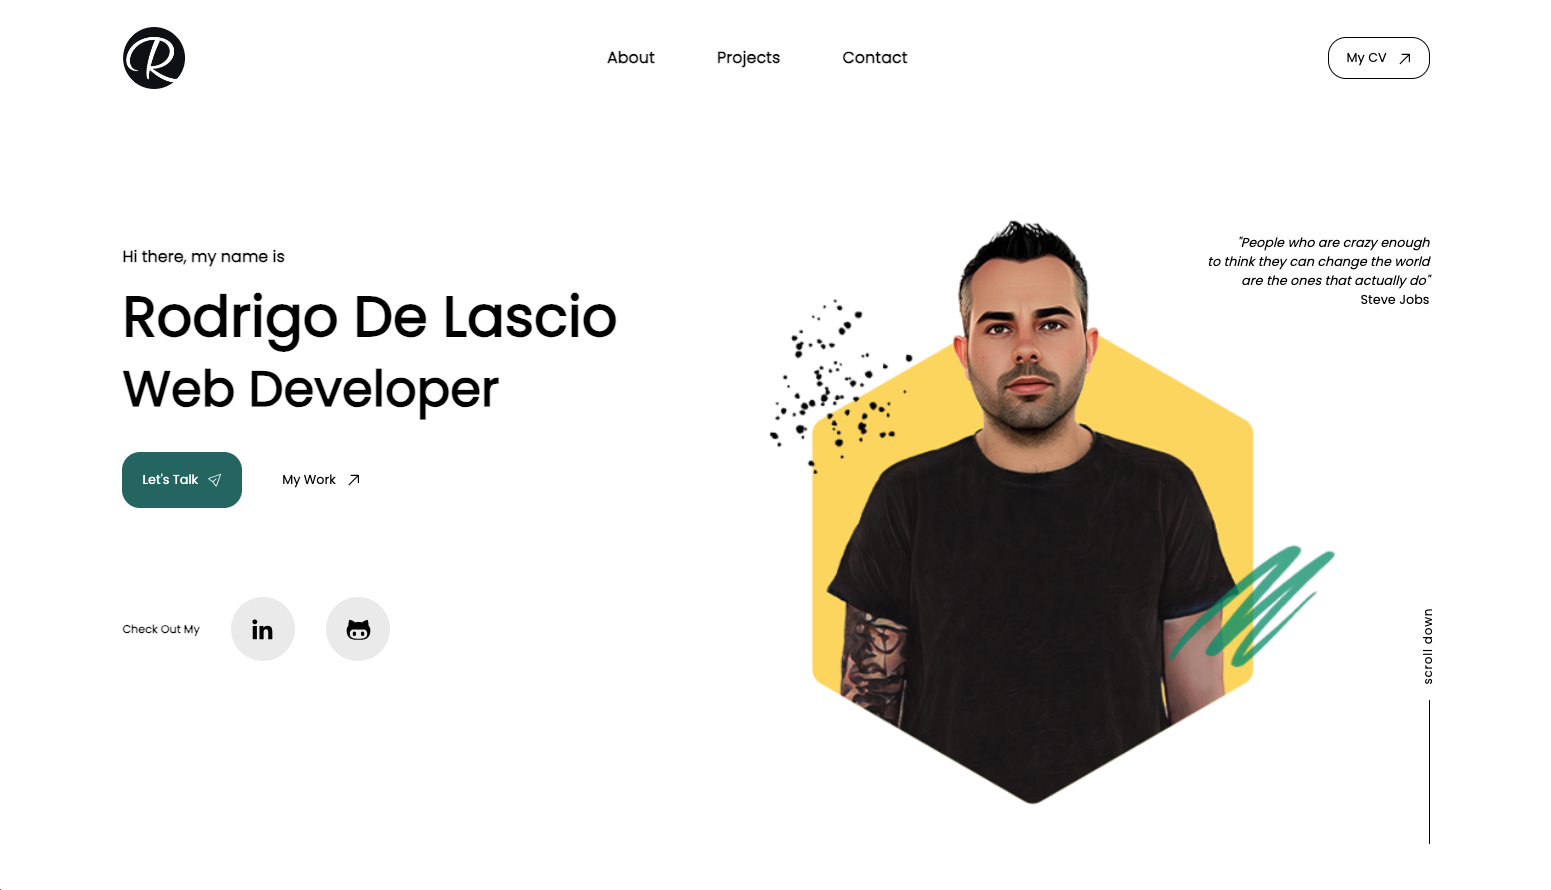 R
About
Projects
Contact
My CV
Hi there, my name is
Rodrigo De Lascio
Web Developer
Let's Talk
My Work
Check Out My
in
"People who are crazy enough
to think they can change the world
are the ones that actually do"
Steve Jobs
scroll down